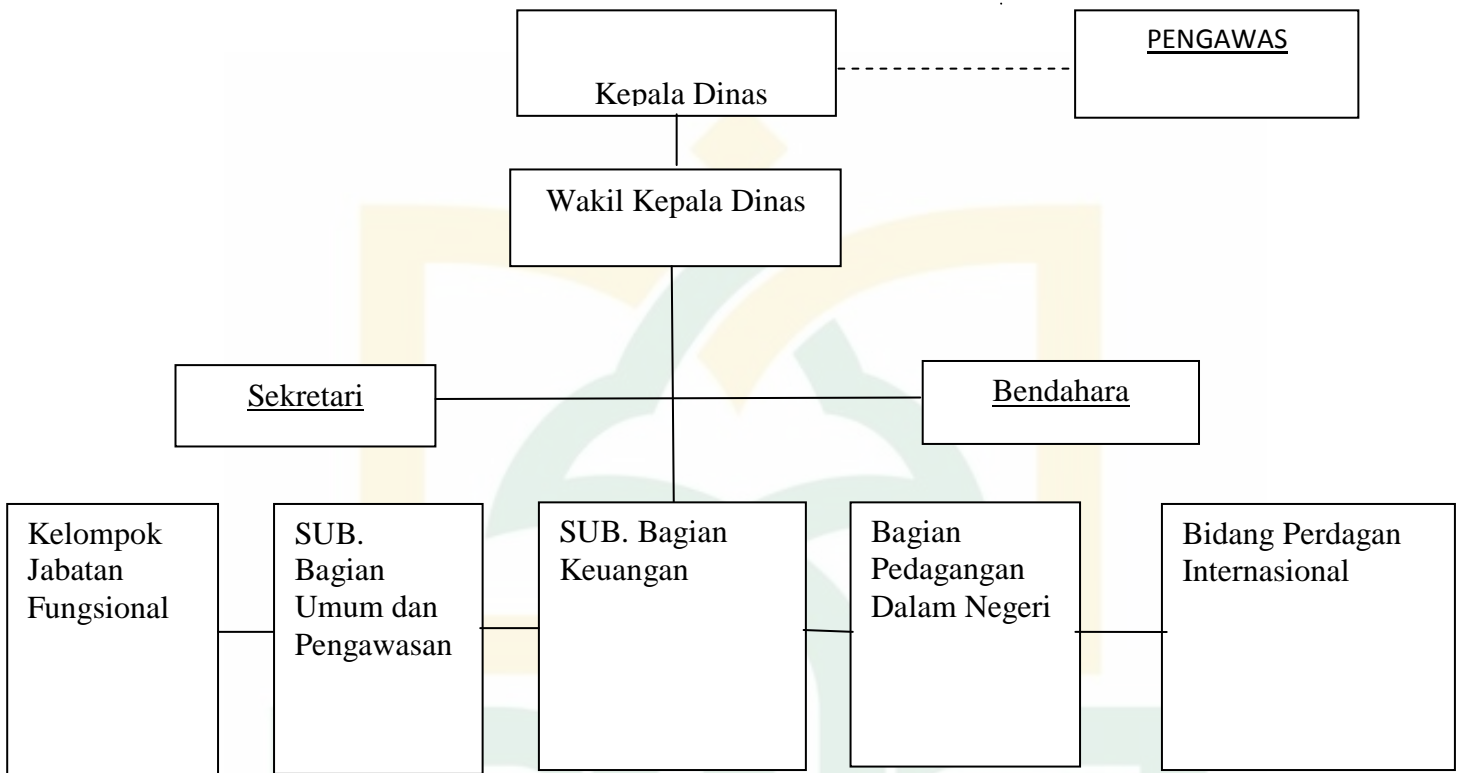 PENGAWAS
Kepala Dinas
Wakil Kepala Dinas
Sekretari
Bendahara
Kelompok
Jabatan
Fungsional
SUB.
Bagian
Umum dan
Pengawasan
SUB. Bagian
Keuangan
Bagian
Pedagangan
Dalam Negeri
Bidang Perdagan
Internasional